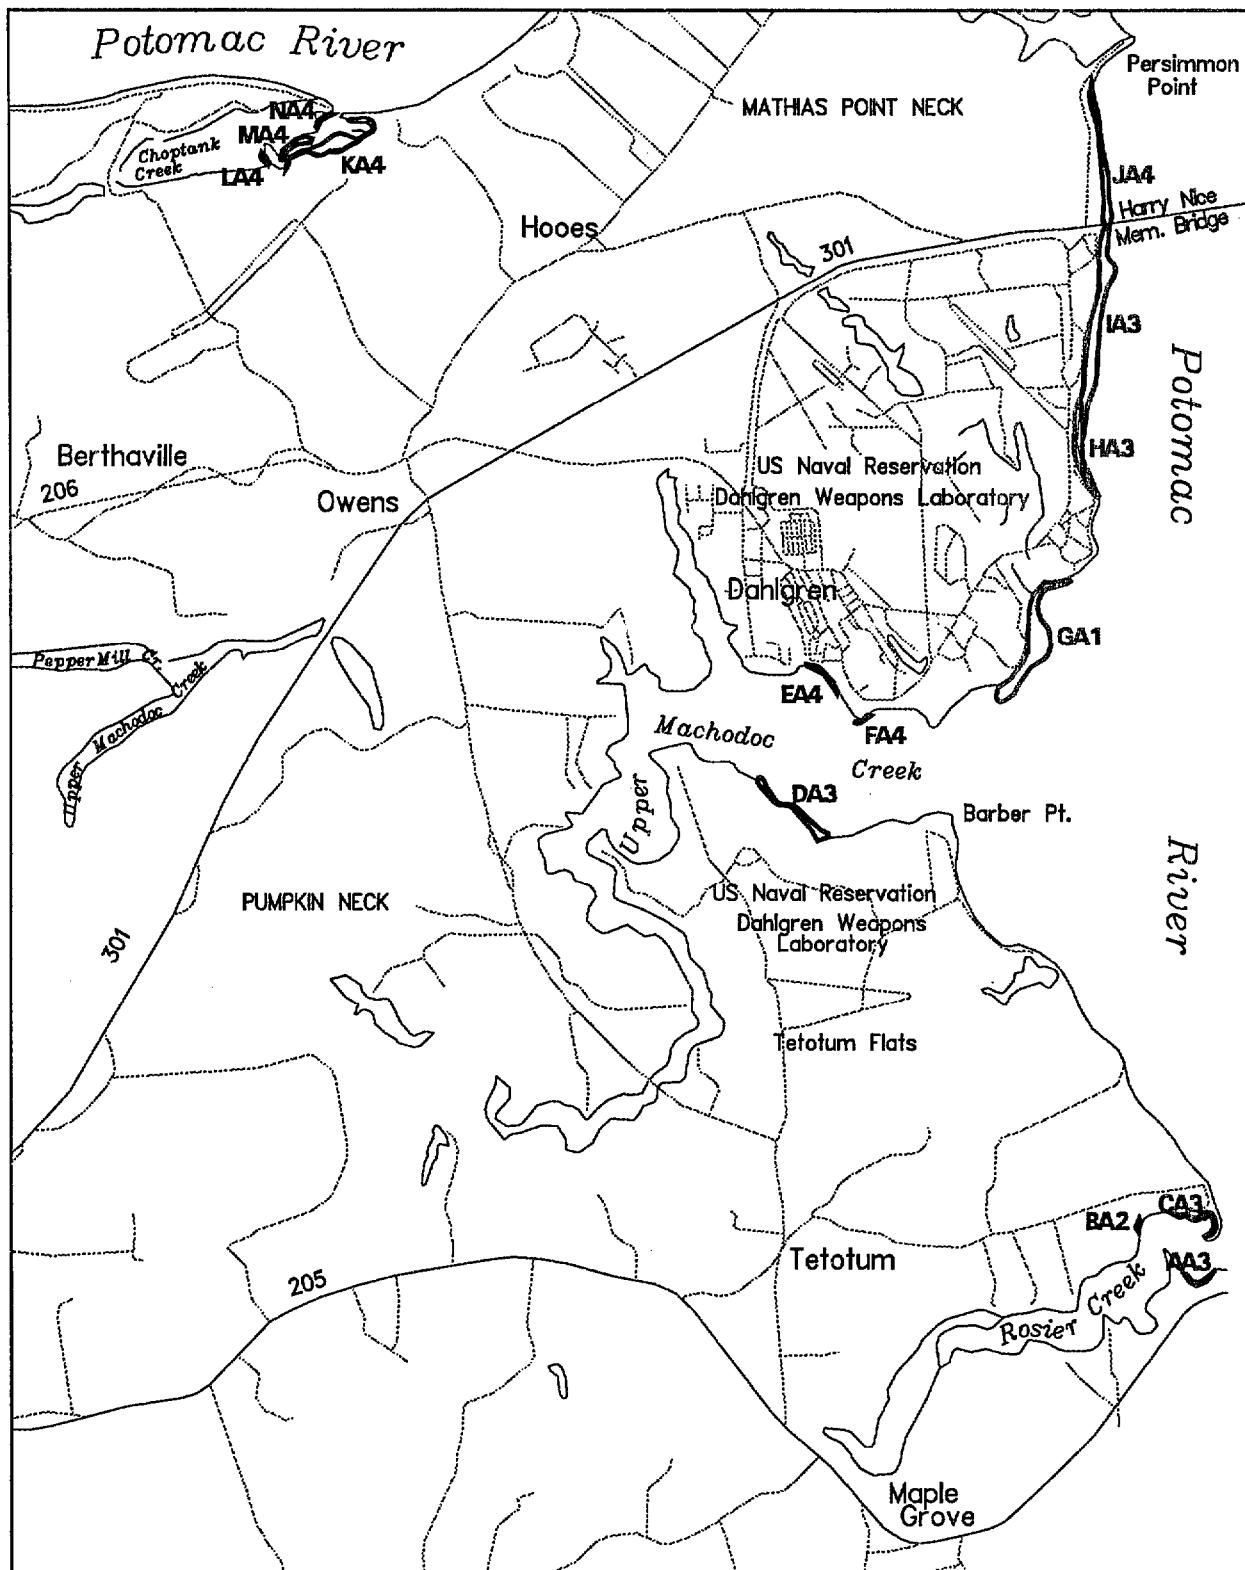 Potomac River
Persimmon
Point
MATHIAS POINT NECK
NA4
MA4
Choptank
Creek
LA4
KA4
JA4
Harry Nice
Mem. Bridge
Hooes
301
IA3
Potomac
Berthaville
206
Owens
HA3
US Naval Reservation
Dahlgren Weapons Laboratory
Dahlgren
GA1
Pepper Mill Cr.
Upper Machodoc Creek
EA4
FA4
Upper Machodoc
Creek
DA3
Barber Pt.
River
PUMPKIN NECK
US Naval Reservation
Dahlgren Weapons
Laboratory
301
Tetotum Flats
CA3
BA2
AA3
Tetotum
205
Rosier Creek
Maple
Grove